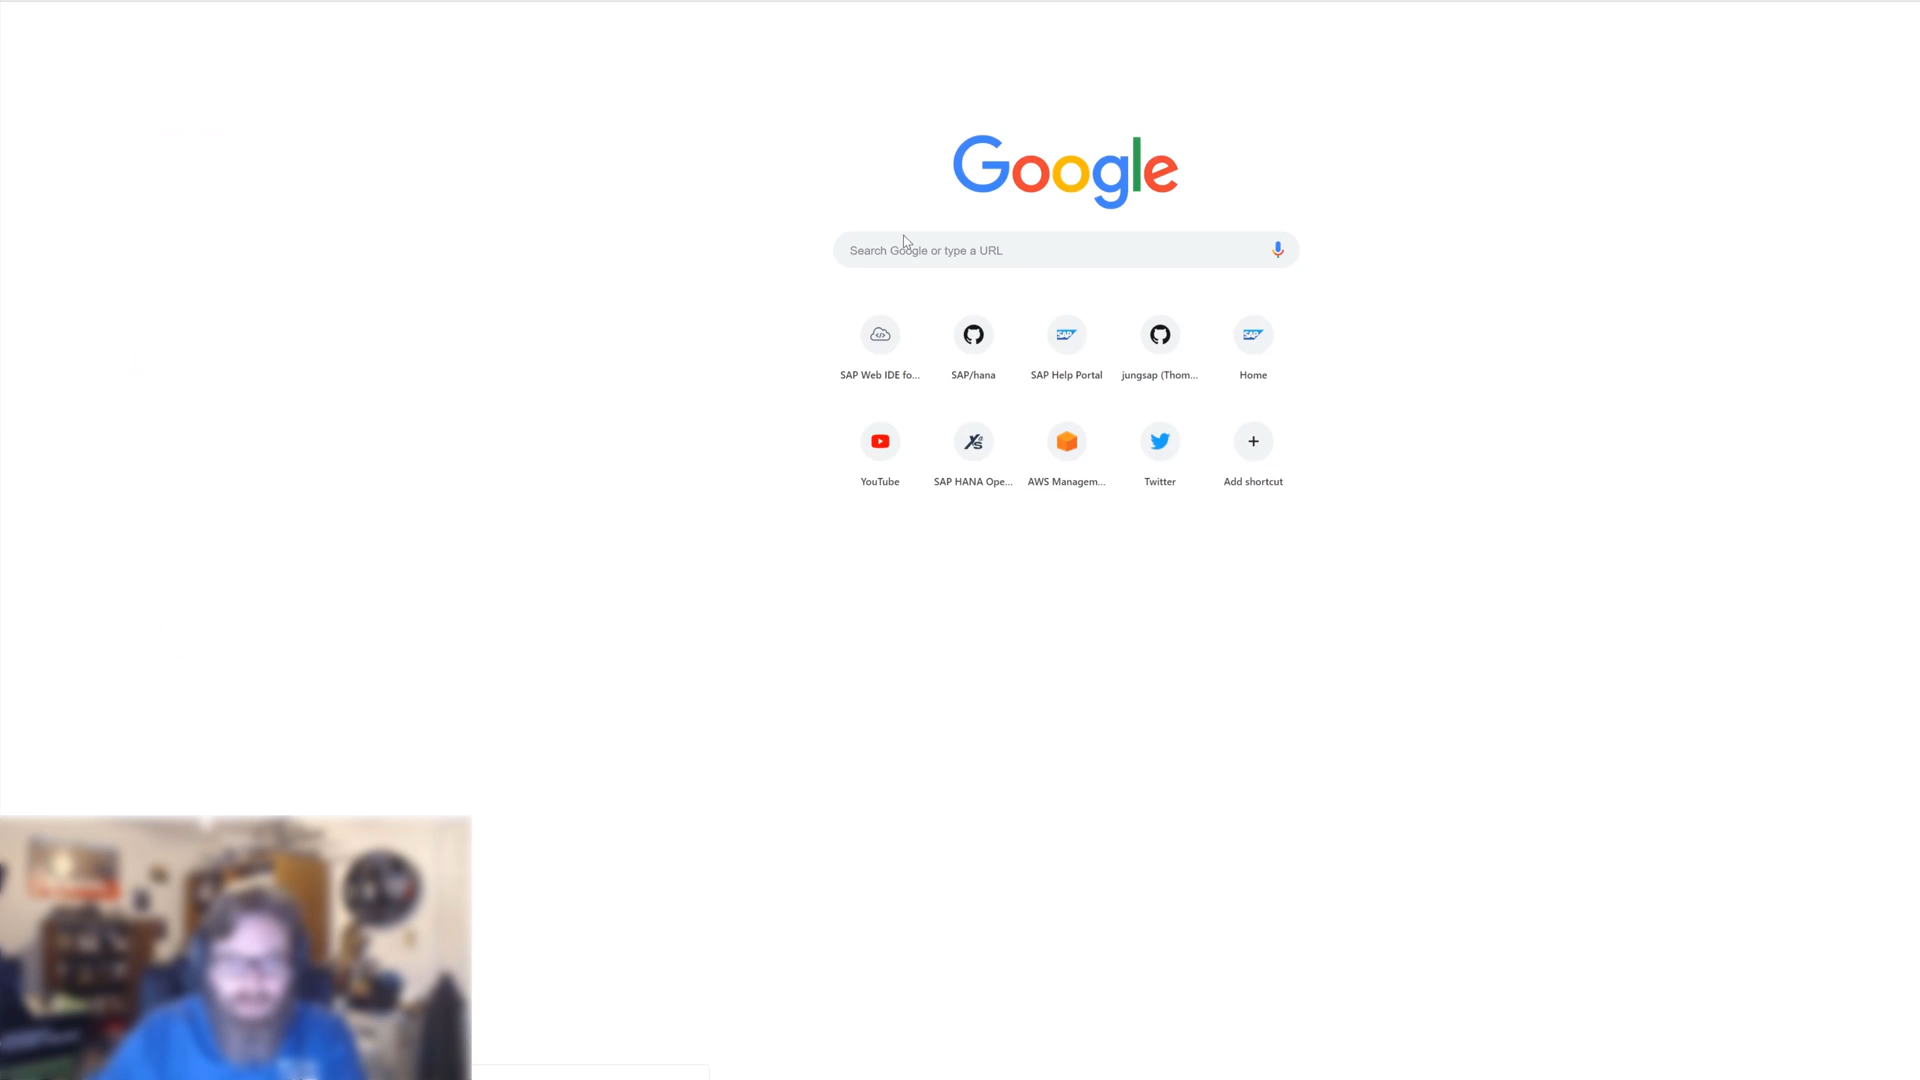 Google
Search Google or type a URL
SAP Web IDE fo...
SAP/hana
SAP Help Portal
jungsap (Thom...
Home
YouTube
SAP HANA Ope...
AWS Managem...
Twitter
Add shortcut